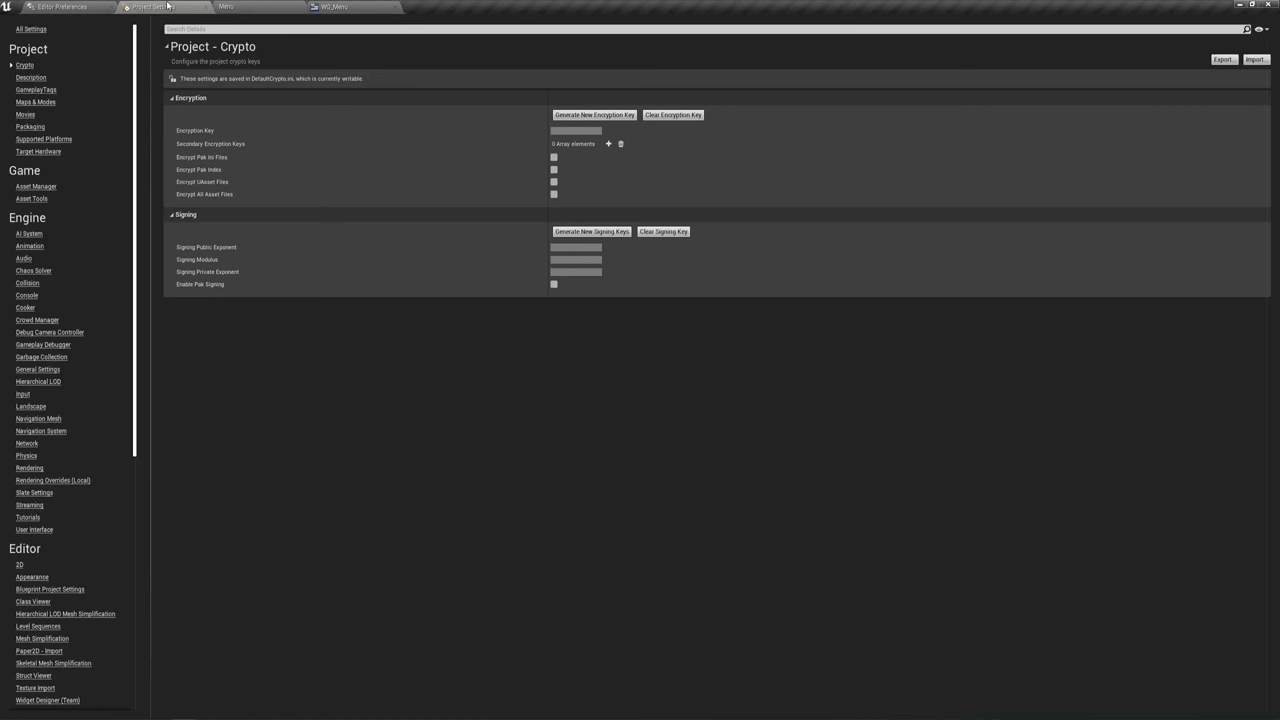 Editor Preferences
Project Settings
Menu
WQ_Menu
All Settings
Project
Crypto
Description
GameplayTags
Maps & Modes
Movies
Packaging
Supported Platforms
Target Hardware
Game
Asset Manager
Asset Tools
Engine
AI System
Animation
Audio
Chaos Solver
Collision
Console
Cooker
Crowd Manager
Debug Camera Controller
Gameplay Debugger
Garbage Collection
General Settings
Hierarchical LOD
Input
Landscape
Navigation Mesh
Navigation System
Network
Physics
Rendering
Rendering Overrides (Local)
Slate Settings
Streaming
Tutorials
User Interface
Editor
2D
Appearance
Blueprint Project Settings
Class Viewer
Hierarchical LOD Mesh Simplification
Level Sequences
Mesh Simplification
Paper2D - Import
Skeletal Mesh Simplification
Struct Viewer
Texture Import
Widget Designer (Team)
Search Details
Project - Crypto
Configure the project crypto keys
Export...
Import...
These settings are saved in DefaultCrypto.ini, which is currently writable.
Encryption
Generate New Encryption Key
Clear Encryption Key
Encryption Key
Secondary Encryption Keys
0 Array elements
Encrypt Pak Ini Files
Encrypt Pak Index
Encrypt UAsset Files
Encrypt All Asset Files
Signing
Generate New Signing Keys
Clear Signing Key
Signing Public Exponent
Signing Modulus
Signing Private Exponent
Enable Pak Signing